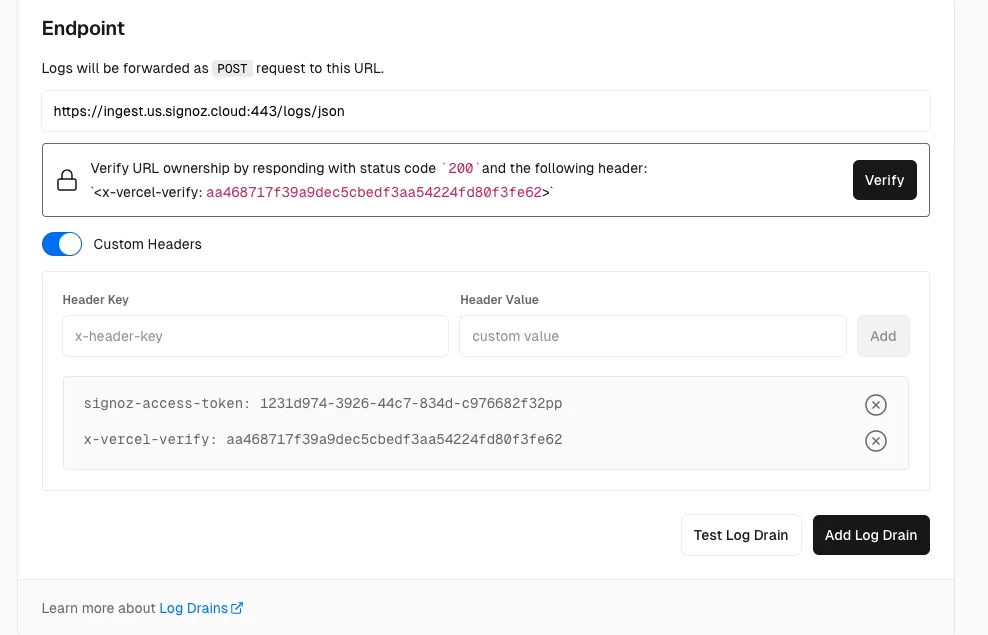 Endpoint
Logs will be forwarded as POST request to this URL.
https://ingest.us.signoz.cloud:443/logs/json
Verify URL ownership by responding with status code `200` and the following header:
`<x-vercel-verify: aa468717f39a9dec5cbedf3aa54224fd80f3fe62>`
Verify
Custom Headers
Header Key Header Value
x-header-key custom value Add
signoz-access-token: 1231d974-3926-44c7-834d-c976682f32pp
x-vercel-verify: aa468717f39a9dec5cbedf3aa54224fd80f3fe62
Test Log Drain Add Log Drain
Learn more about Log Drains